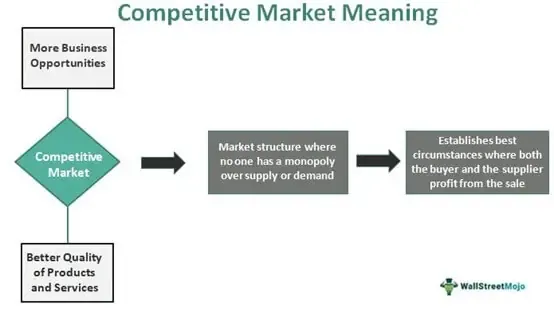 Competitive Market Meaning
More Business
Opportunities
Competitive
Market
Market structure where
no one has a monopoly
over supply or demand
Establishes best
circumstances where both
the buyer and the supplier
profit from the sale
Better Quality
of Products
and Services
WallStreetMojo